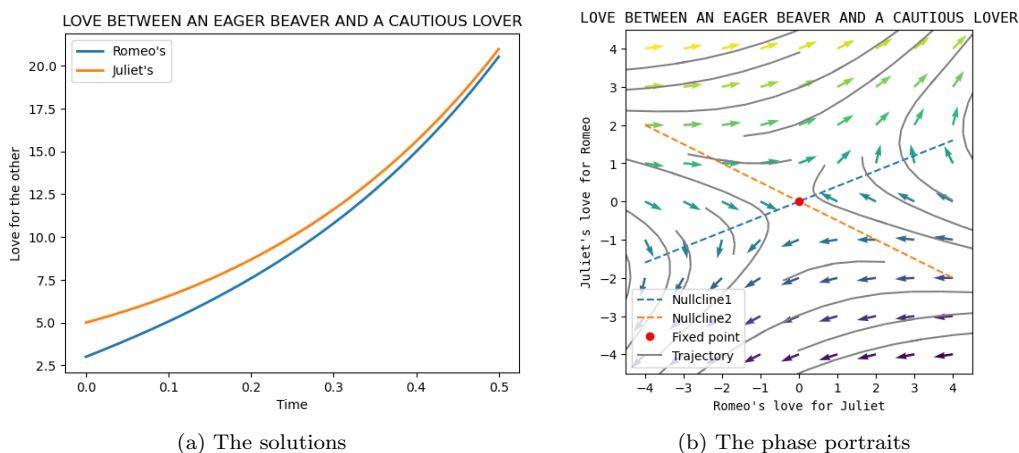 LOVE BETWEEN AN EAGER BEAVER AND A CAUTIOUS LOVER
Romeo's
Juliet's
20.0
17.5
15.0
12.5
10.0
7.5
5.0
2.5
Love for the other
0.0 0.1 0.2 0.3 0.4 0.5
Time
(a) The solutions
LOVE BETWEEN AN EAGER BEAVER AND A CAUTIOUS LOVER
4
3
2
1
0
−1
−2
−3
−4
Juliet's love for Romeo
Nullcline1
Nullcline2
Fixed point
Trajectory
−4 −3 −2 −1 0 1 2 3 4
Romeo's love for Juliet
(b) The phase portraits